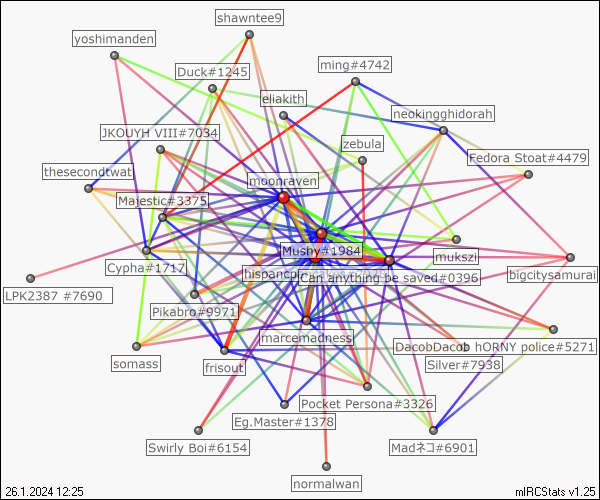 shawntee9
yoshimanden
ming#4742
Duck#1245
eliakith
neokingghidorah
JKOUYH VIII#7034
zebula
Fedora Stoat#4479
thesecondtwat
moonraven
Majestic#3375
Mushy#1984
mukszi
Cypha#1717
hispancp
Can anything be saved#0396
bigcitysamurai
LPK2387 #7690
Pikabro#9971
marcemadness
DacobDacob hORNY police#5271
somass
frisout
Silver#7938
Pocket Persona#3326
Eg.Master#1378
Swirly Boi#6154
Madネコ#6901
normalwan
26.1.2024 12:25
mIRCStats v1.25